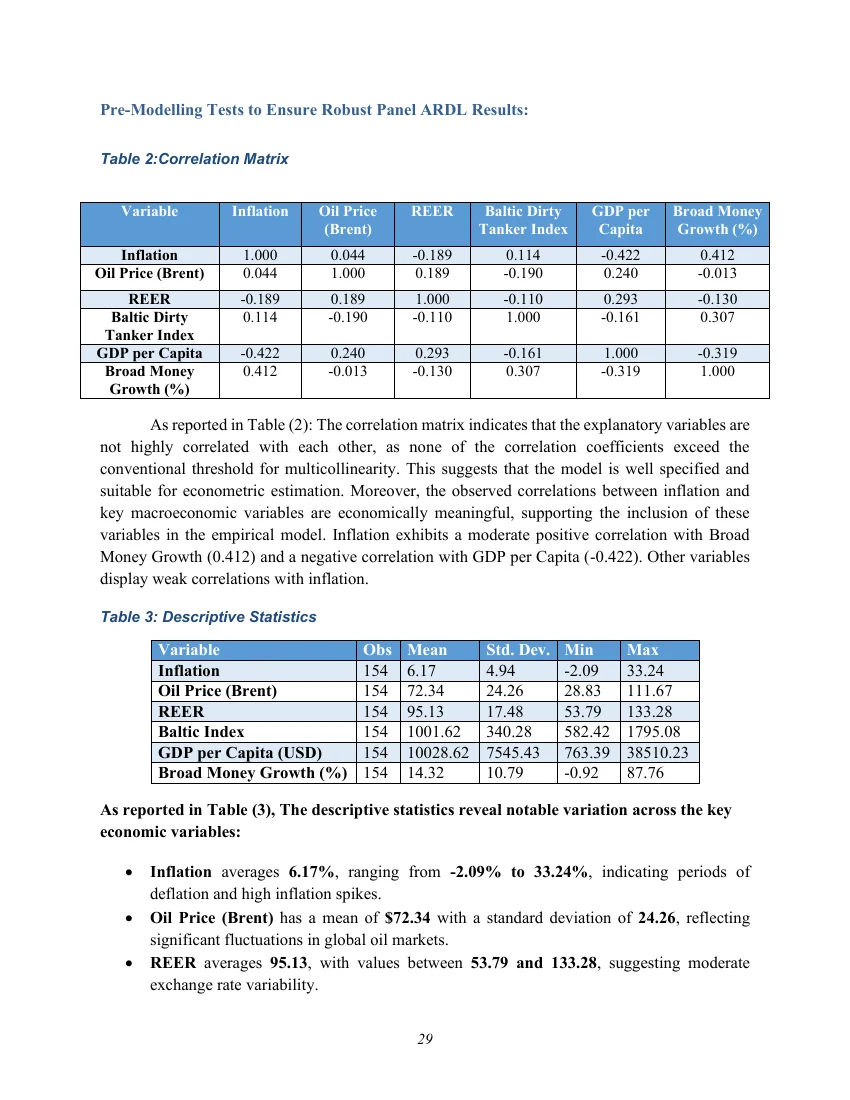 Pre-Modelling Tests to Ensure Robust Panel ARDL Results:
Table 2:Correlation Matrix
Variable Inflation Oil Price (Brent) REER Baltic Dirty Tanker Index GDP per Capita Broad Money Growth (%)
Inflation 1.000 0.044 -0.189 0.114 -0.422 0.412
Oil Price (Brent) 0.044 1.000 0.189 -0.190 0.240 -0.013
REER -0.189 0.189 1.000 -0.110 0.293 -0.130
Baltic Dirty Tanker Index 0.114 -0.190 -0.110 1.000 -0.161 0.307
GDP per Capita -0.422 0.240 0.293 -0.161 1.000 -0.319
Broad Money Growth (%) 0.412 -0.013 -0.130 0.307 -0.319 1.000
As reported in Table (2): The correlation matrix indicates that the explanatory variables are
not highly correlated with each other, as none of the correlation coefficients exceed the
conventional threshold for multicollinearity. This suggests that the model is well specified and
suitable for econometric estimation. Moreover, the observed correlations between inflation and
key macroeconomic variables are economically meaningful, supporting the inclusion of these
variables in the empirical model. Inflation exhibits a moderate positive correlation with Broad
Money Growth (0.412) and a negative correlation with GDP per Capita (-0.422). Other variables
display weak correlations with inflation.
Table 3: Descriptive Statistics
Variable Obs Mean Std. Dev. Min Max
Inflation 154 6.17 4.94 -2.09 33.24
Oil Price (Brent) 154 72.34 24.26 28.83 111.67
REER 154 95.13 17.48 53.79 133.28
Baltic Index 154 1001.62 340.28 582.42 1795.08
GDP per Capita (USD) 154 10028.62 7545.43 763.39 38510.23
Broad Money Growth (%) 154 14.32 10.79 -0.92 87.76
As reported in Table (3), The descriptive statistics reveal notable variation across the key
economic variables:
• Inflation averages 6.17%, ranging from -2.09% to 33.24%, indicating periods of
deflation and high inflation spikes.
• Oil Price (Brent) has a mean of $72.34 with a standard deviation of 24.26, reflecting
significant fluctuations in global oil markets.
• REER averages 95.13, with values between 53.79 and 133.28, suggesting moderate
exchange rate variability.
29